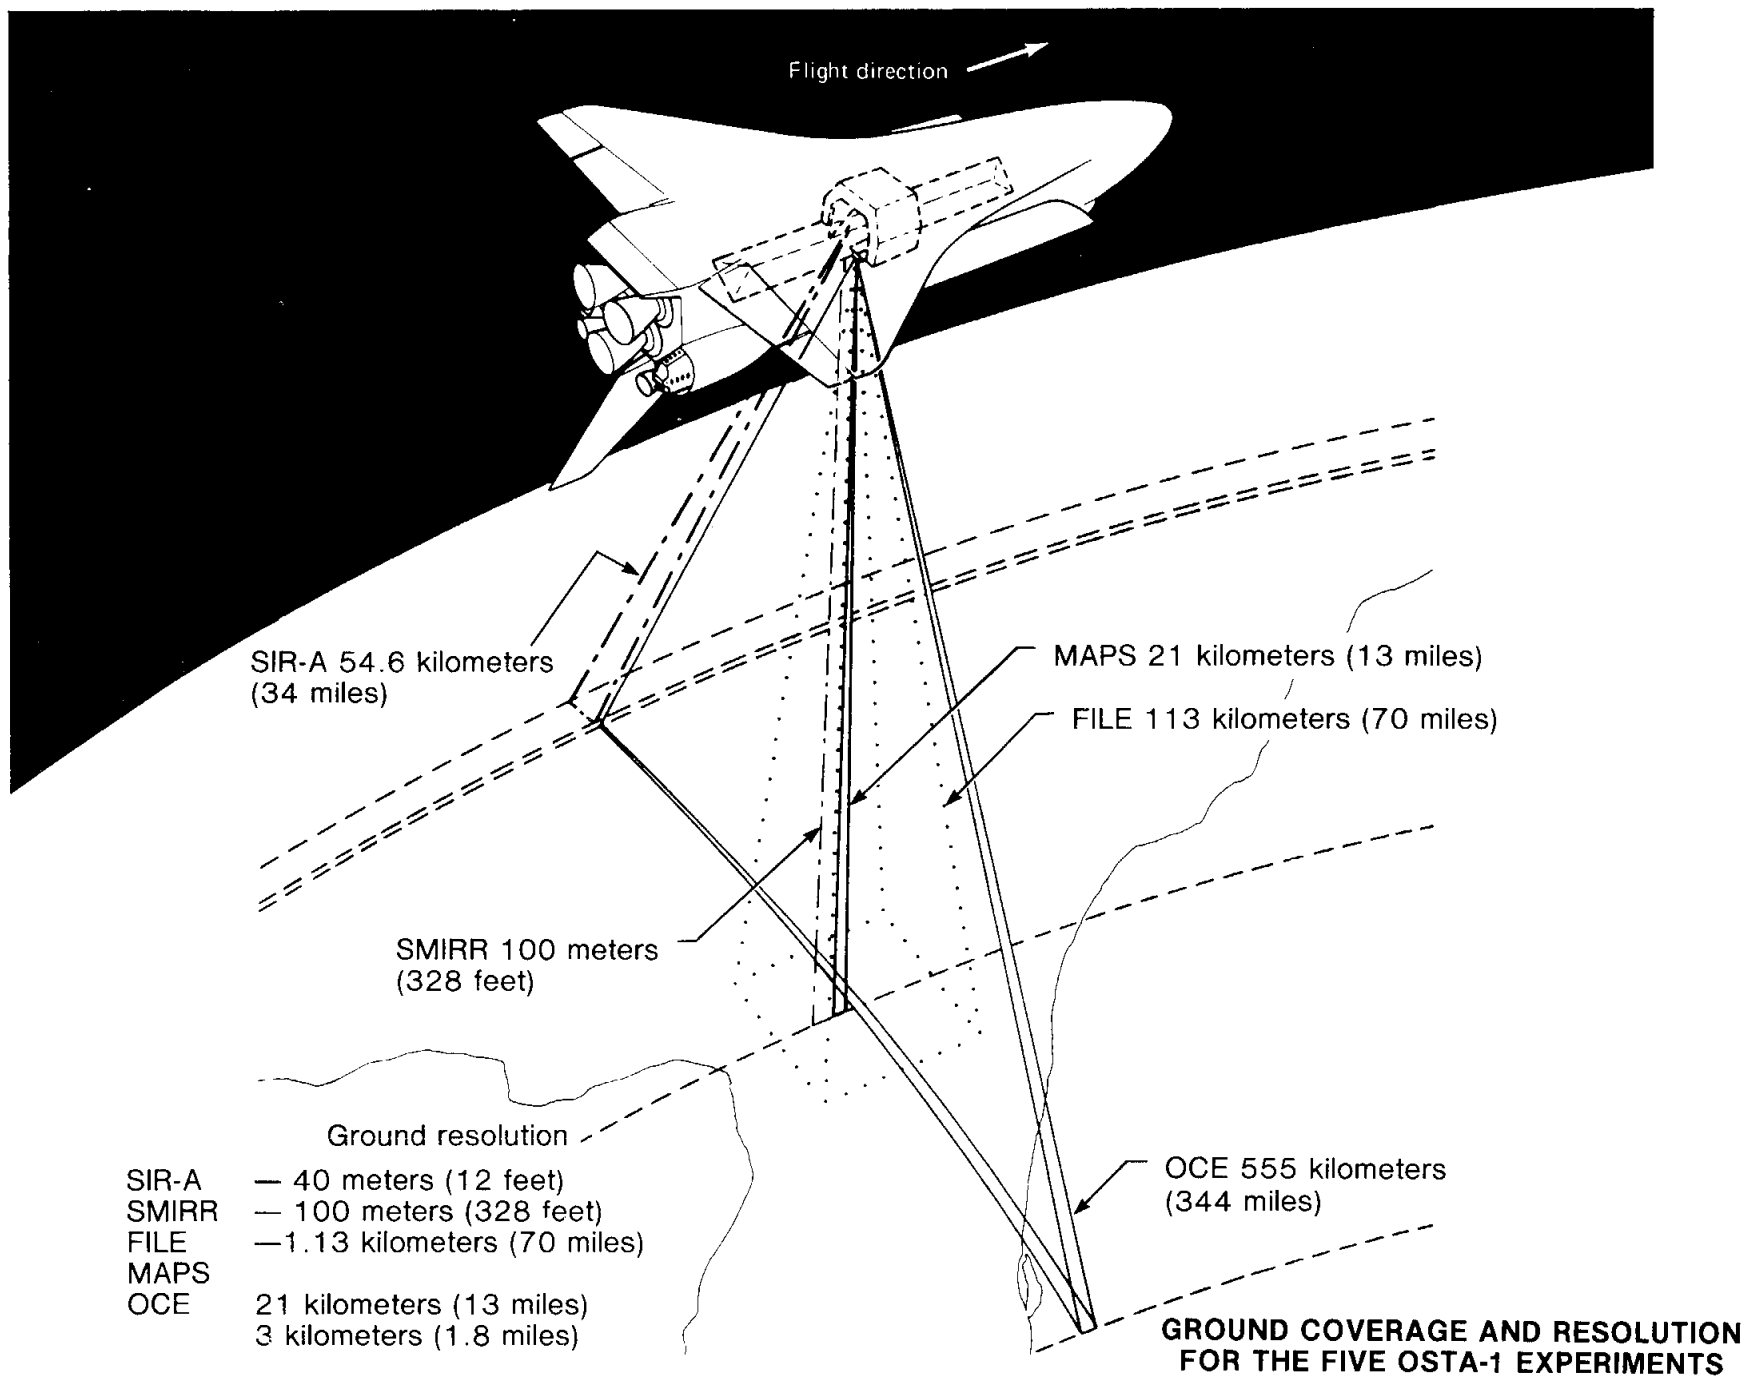 Flight direction
SIR-A 54.6 kilometers
(34 miles)
MAPS 21 kilometers (13 miles)
FILE 113 kilometers (70 miles)
SMIRR 100 meters
(328 feet)
OCE 555 kilometers
(344 miles)
Ground resolution
SIR-A — 40 meters (12 feet)
SMIRR — 100 meters (328 feet)
FILE —1.13 kilometers (70 miles)
MAPS
OCE 21 kilometers (13 miles)
3 kilometers (1.8 miles)
GROUND COVERAGE AND RESOLUTION
FOR THE FIVE OSTA-1 EXPERIMENTS